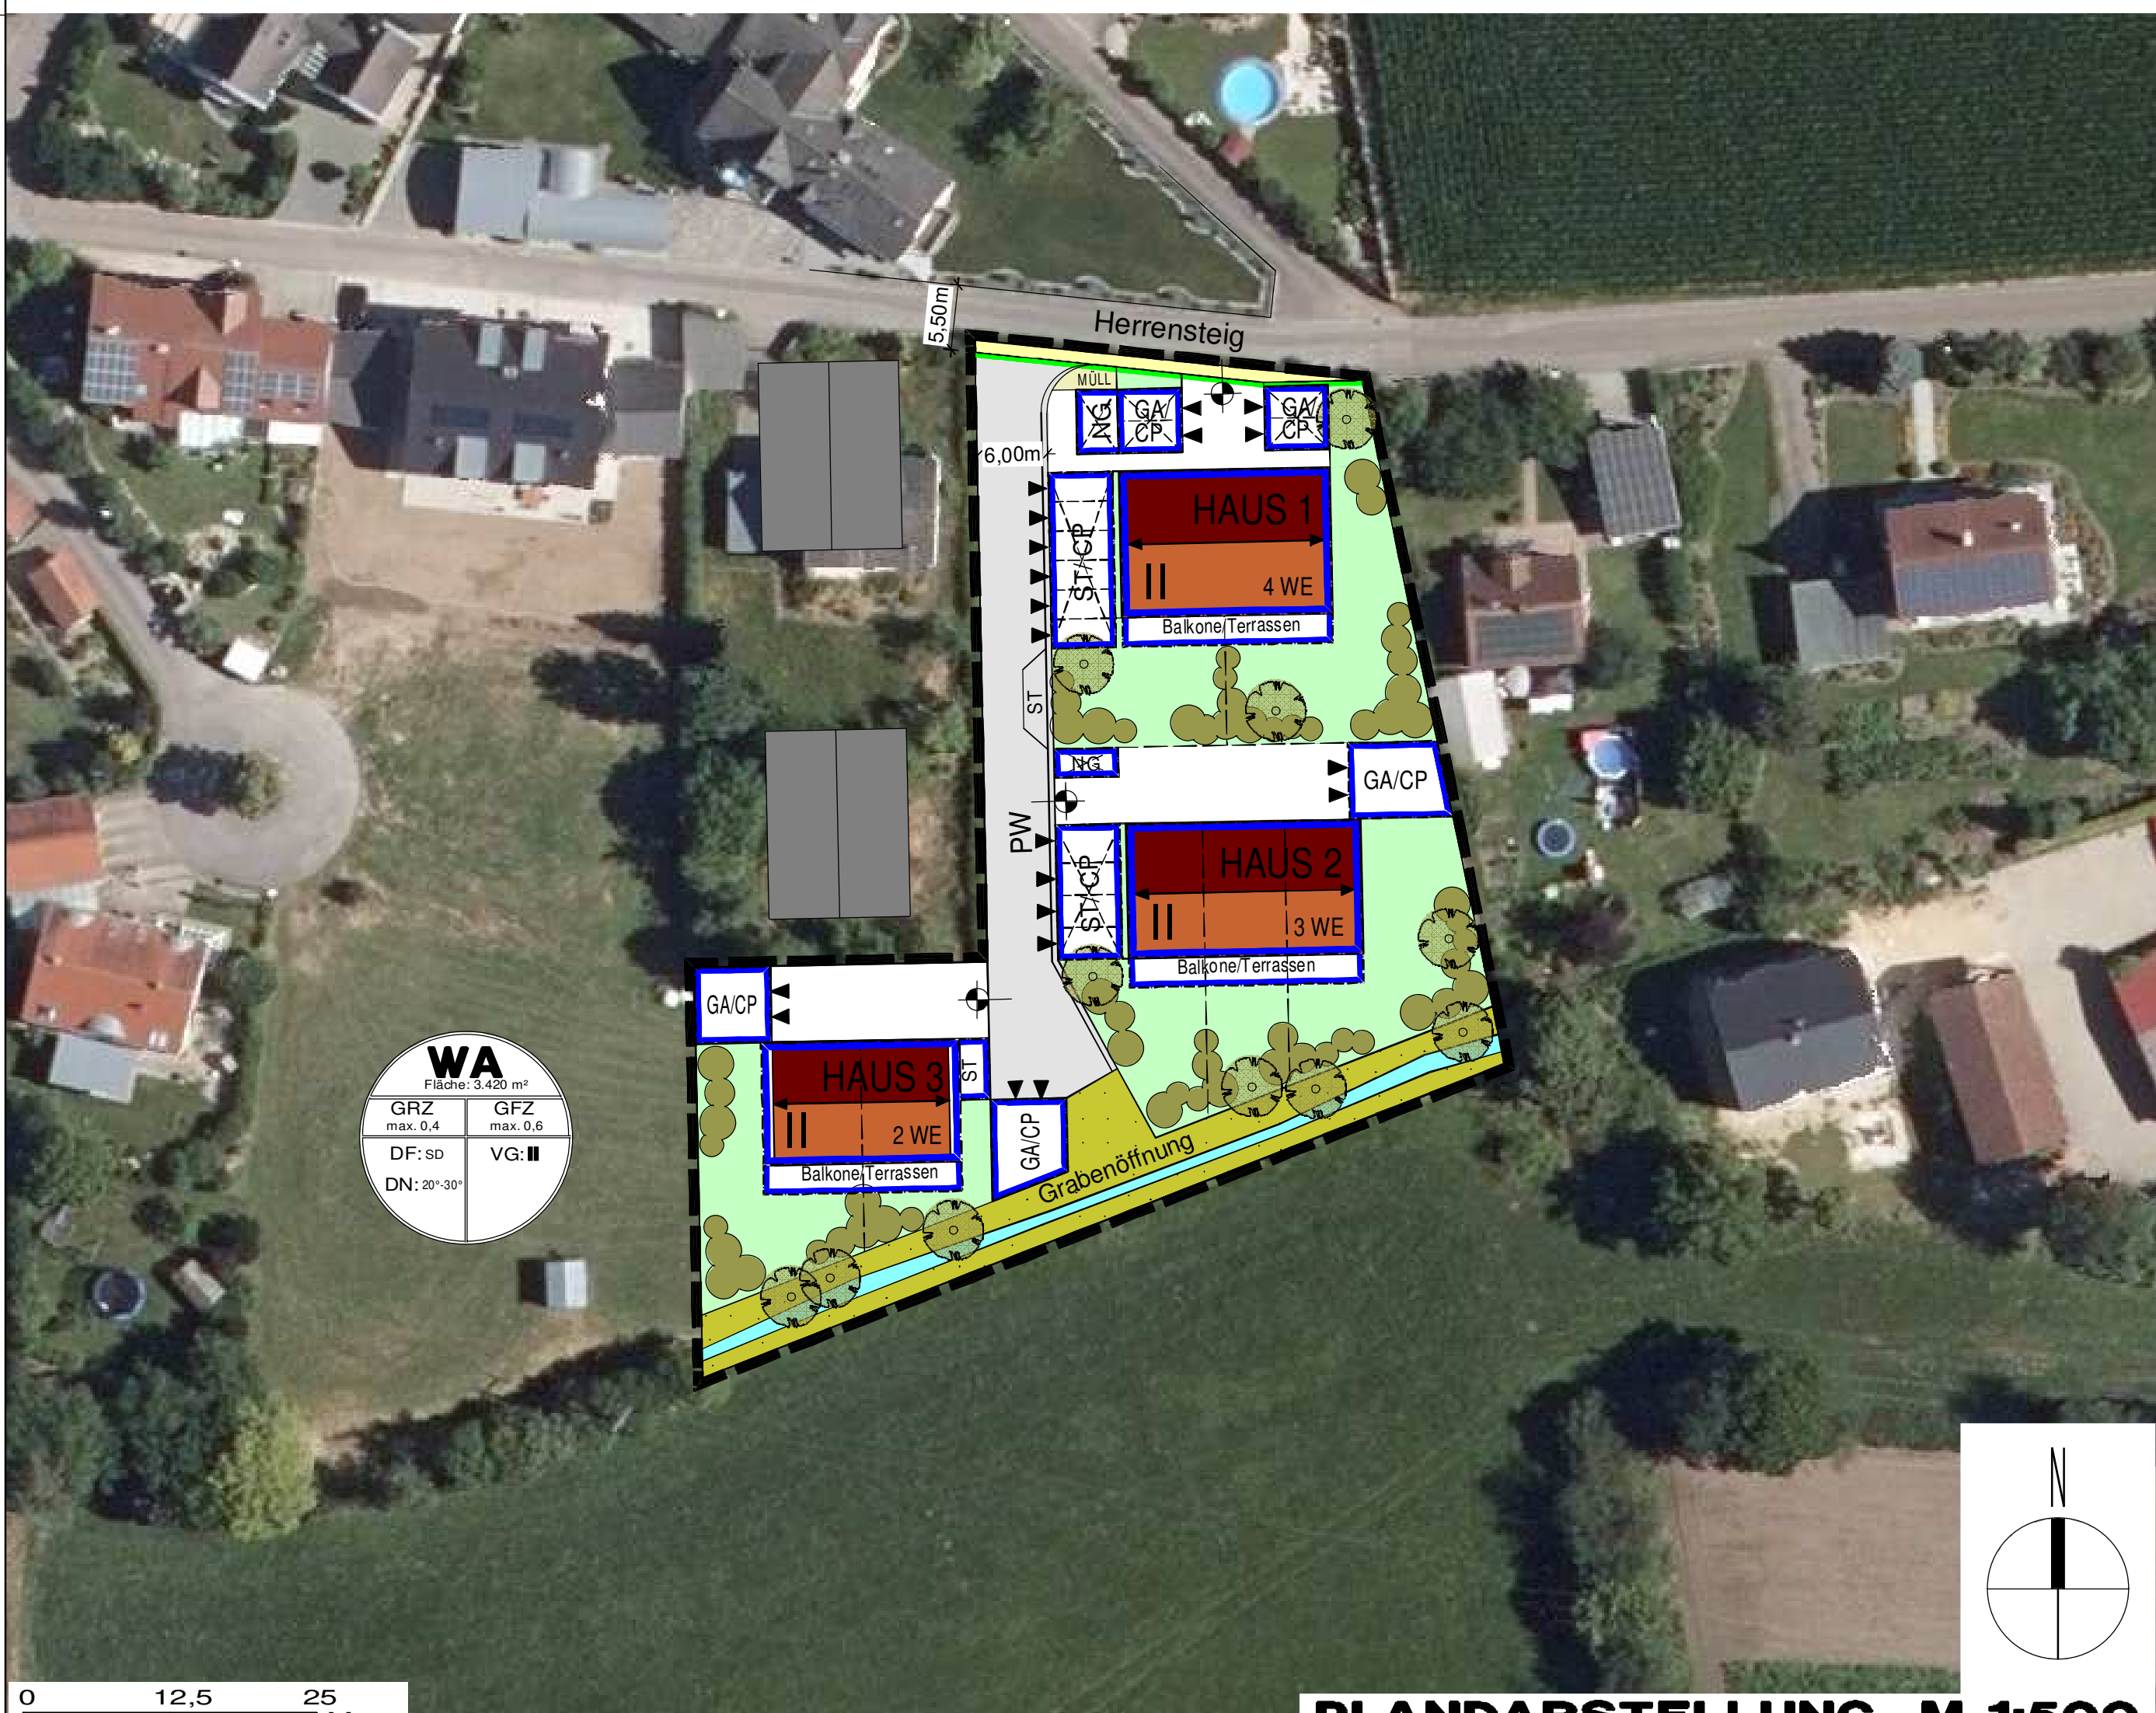 Herrensteig
5,50m
MÜLL
NG
GA/
CP
GA/
CP
6,00m
ST/CP
HAUS 1
II
4 WE
Balkone/Terrassen
ST
NG
GA/CP
PW
ST/CP
HAUS 2
II
3 WE
Balkone/Terrassen
GA/CP
HAUS 3
ST
II
2 WE
Balkone/Terrassen
GA/CP
Grabenöffnung
WA
Fläche: 3.420 m²
GRZ
max. 0,4
GFZ
max. 0,6
DF: SD
VG: II
DN: 20°-30°
N
0 12,5 25
PLANDARSTELLUNG M 1:500